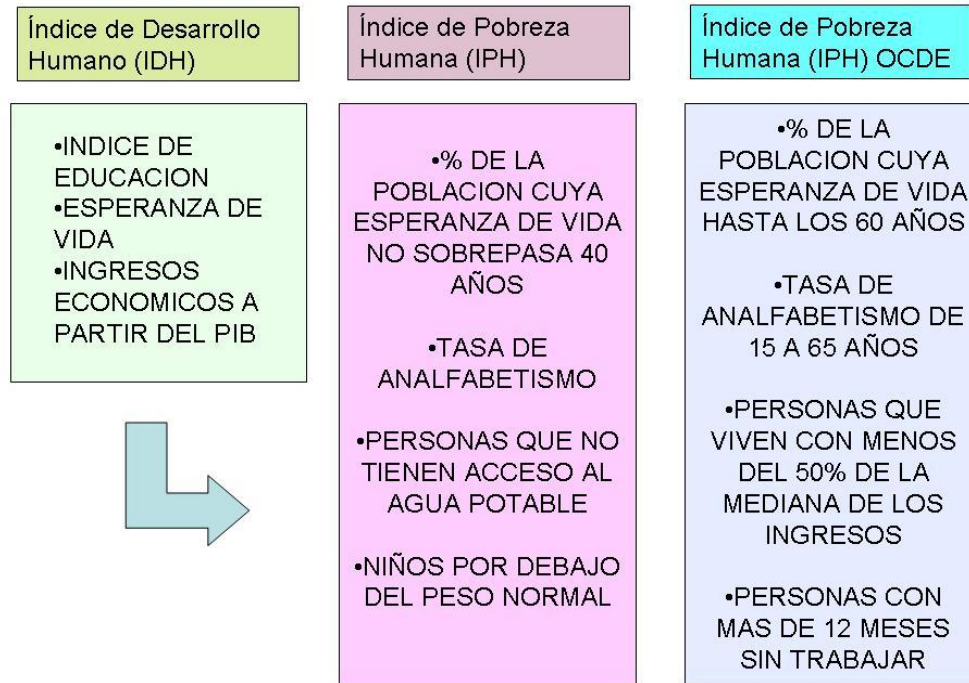 Índice de Desarrollo
Humano (IDH)
•INDICE DE
EDUCACION
•ESPERANZA DE
VIDA
•INGRESOS
ECONOMICOS A
PARTIR DEL PIB
Índice de Pobreza
Humana (IPH)
•% DE LA
POBLACION CUYA
ESPERANZA DE VIDA
NO SOBREPASA 40
AÑOS
•TASA DE
ANALFABETISMO
•PERSONAS QUE NO
TIENEN ACCESO AL
AGUA POTABLE
•NIÑOS POR DEBAJO
DEL PESO NORMAL
Índice de Pobreza
Humana (IPH) OCDE
•% DE LA
POBLACION CUYA
ESPERANZA DE VIDA
HASTA LOS 60 AÑOS
•TASA DE
ANALFABETISMO DE
15 A 65 AÑOS
•PERSONAS QUE
VIVEN CON MENOS
DEL 50% DE LA
MEDIANA DE LOS
INGRESOS
•PERSONAS CON
MAS DE 12 MESES
SIN TRABAJAR